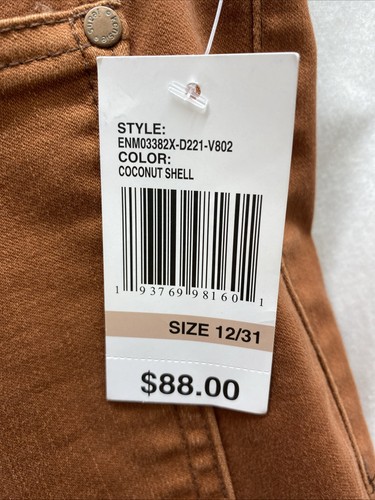 STYLE:
ENM03382X-D221-V802
COLOR:
COCONUT SHELL
1 93769 98160 1
SIZE 12/31
$88.00